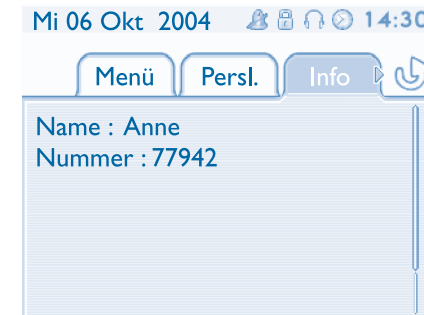 Mi 06 Okt 2004 14:30
Menü Persl. Info
Name : Anne
Nummer : 77942